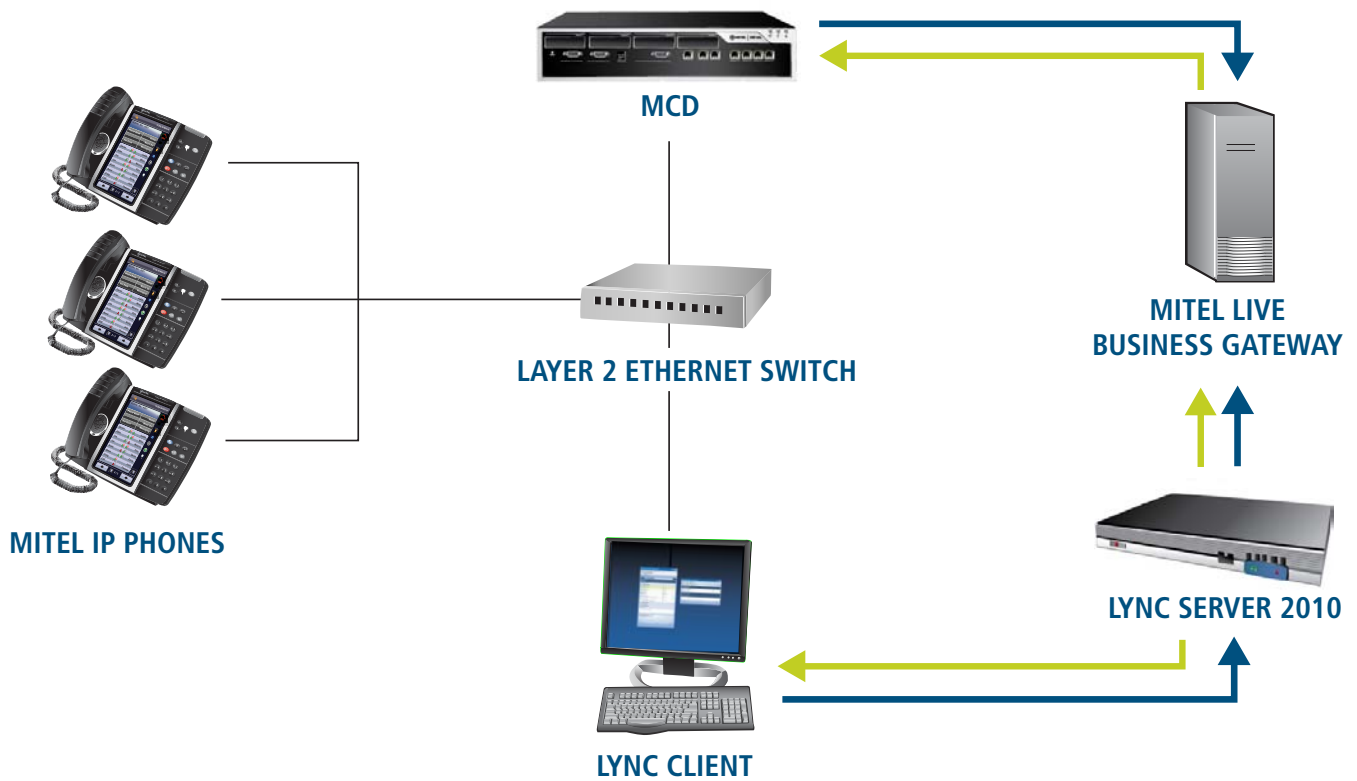 MCD
MITEL LIVE
BUSINESS GATEWAY
LAYER 2 ETHERNET SWITCH
MITEL IP PHONES
LYNC SERVER 2010
LYNC CLIENT